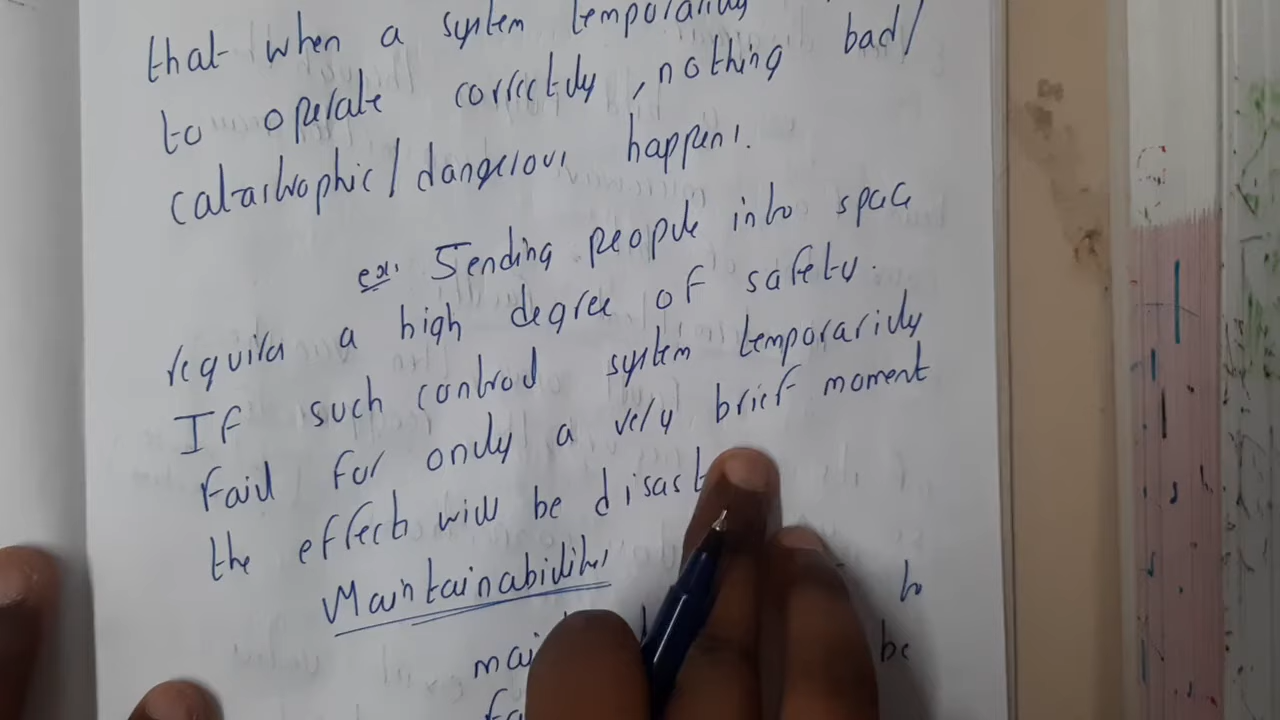 that when a system temporarily
to operate correctly, nothing bad/
catastrophic/dangerous happens.
ex. Sending people into space
requires a high degree of safety.
If such control system temporarily
fail for only a very brief moment
the effects will be
Maintainability
to
be